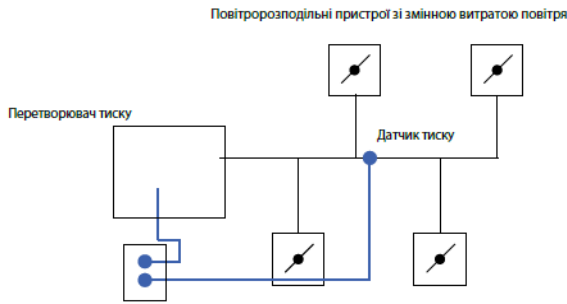 Повітророзподільні пристрої зі змінною витратою повітря
Перетворювач тиску
Датчик тиску